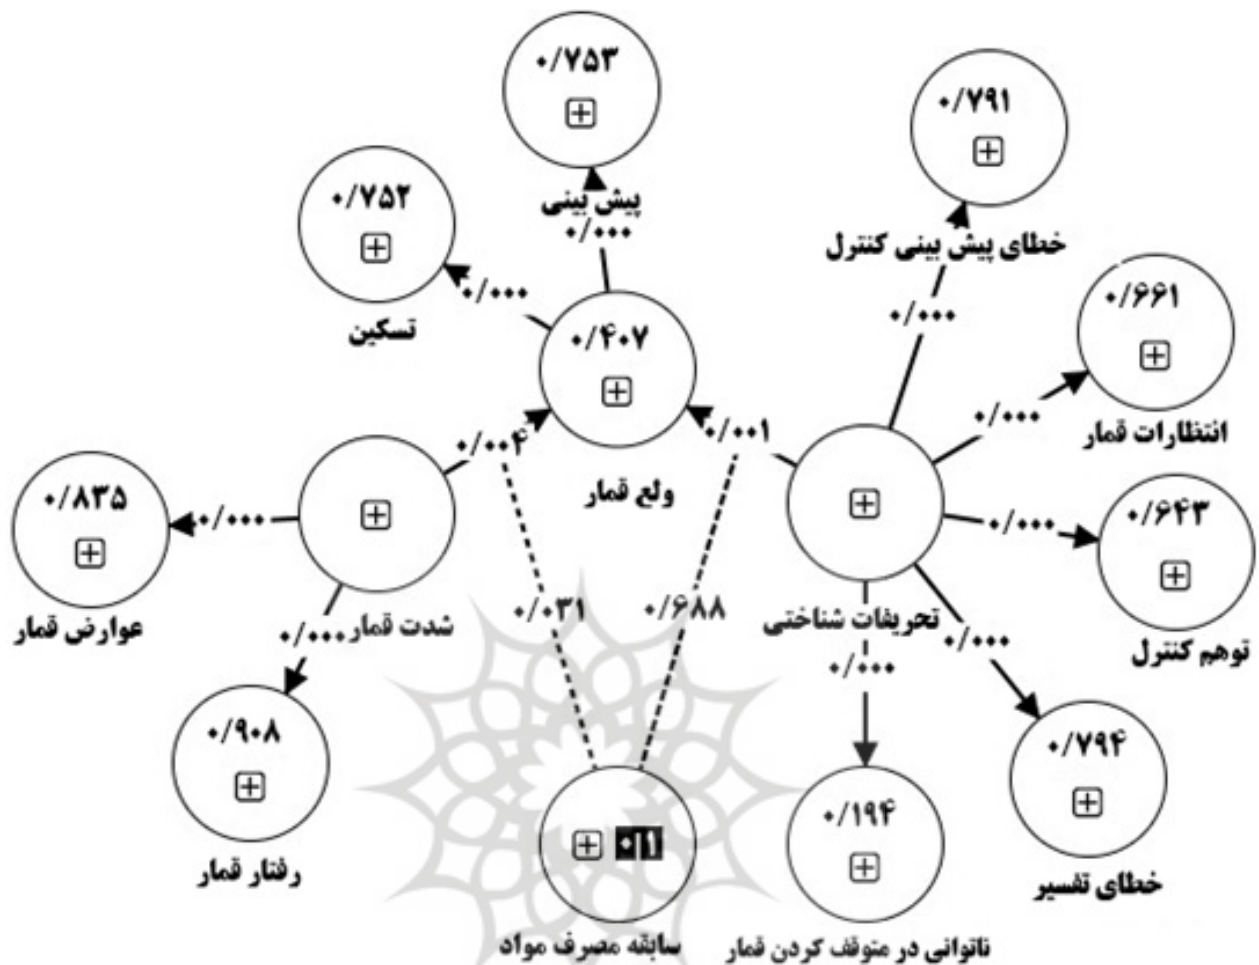 ۰/۷۵۳
پیش بینی
۰/۰۰۰
۰/۷۹۱
خطای پیش بینی کنترل
۰/۰۰۰
۰/۷۵۲
تسکین
۰/۰۰۰
۰/۴۰۷
ولع قمار
۰/۶۶۱
انتظارات قمار
۰/۰۰۰
۰/۰۰۴
۰/۰۰۱
۰/۸۳۵
عوارض قمار
۰/۰۰۰
شدت قمار
۰/۰۰۰
۰/۹۰۸
رفتار قمار
۰/۰۳۱
۰/۶۸۸
تحریفات شناختی
۰/۰۰۰
۰/۶۴۳
توهم کنترل
۰/۰۰۰
۰/۷۹۴
خطای تفسیر
۰/۰۰۰
۰/۱۹۴
ناتوانی در متوقف کردن قمار
سابقه مصرف مواد